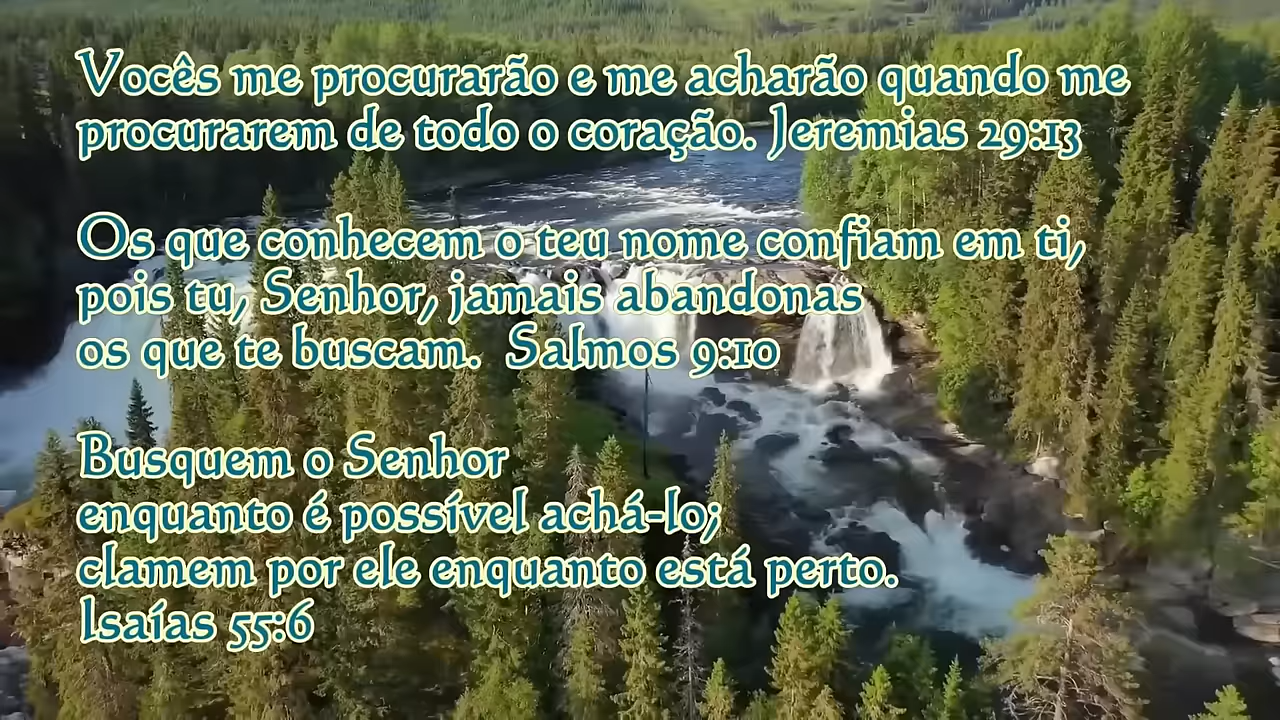 Vocês me procurarão e me acharão quando me
procurarem de todo o coração. Jeremias 29:13
Os que conhecem o teu nome confiam em ti,
pois tu, Senhor, jamais abandonas
os que te buscam. Salmos 9:10
Busquem o Senhor
enquanto é possível achá-lo;
clamem por ele enquanto está perto.
Isaías 55:6